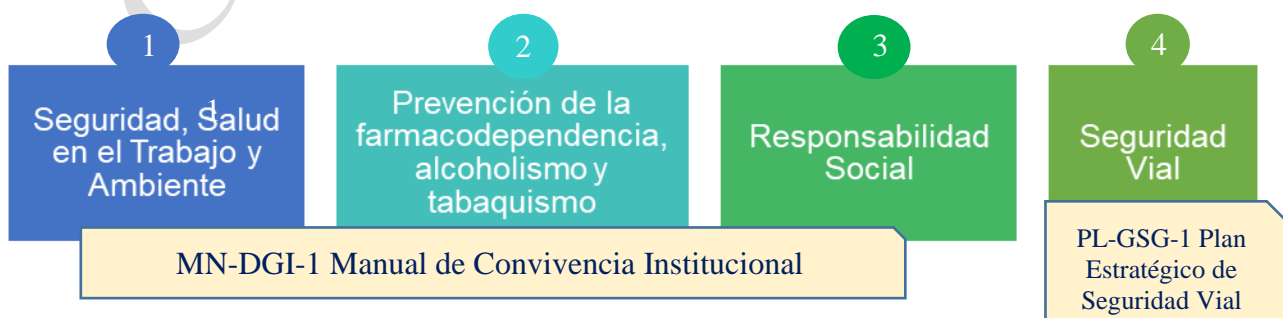 1
Seguridad, Salud
1
en el Trabajo y
Ambiente
2
Prevención de la
farmacodependencia,
alcoholismo y
tabaquismo
3
Responsabilidad
Social
4
Seguridad
Vial
MN-DGI-1 Manual de Convivencia Institucional
PL-GSG-1 Plan
Estratégico de
Seguridad Vial